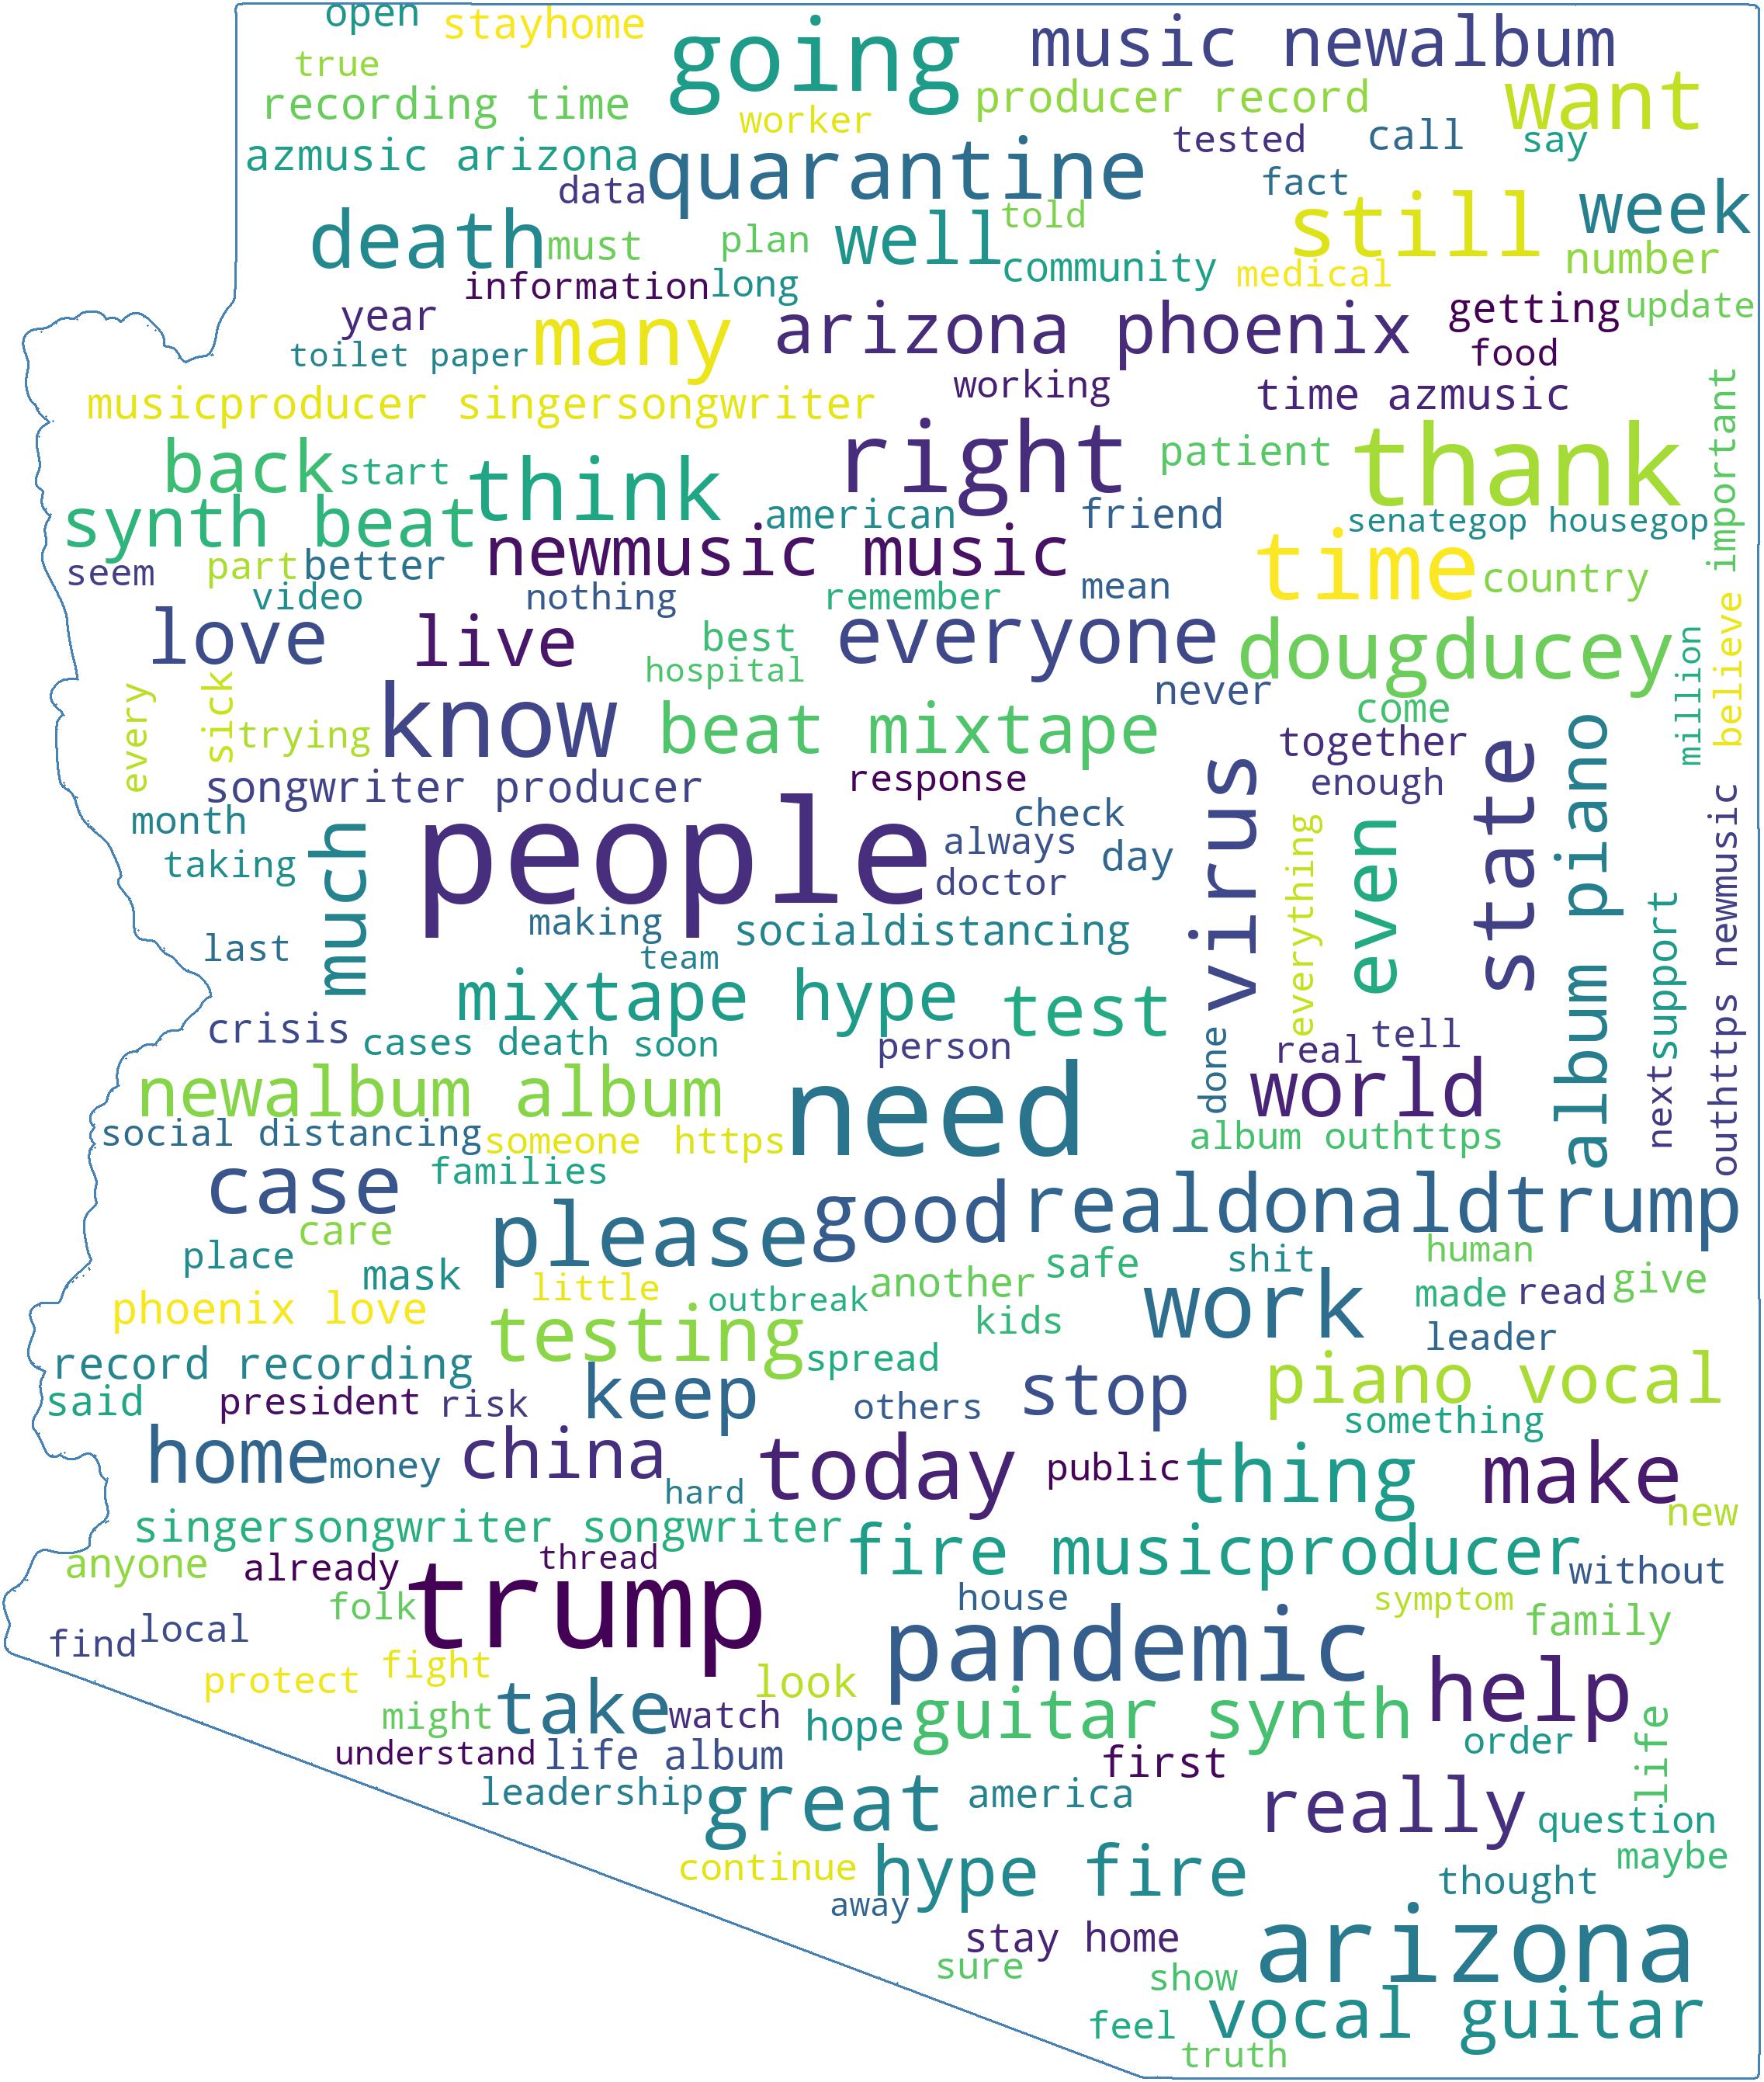 open
stayhome
going
music newalbum
true
recording time
worker
producer record
want
azmusic arizona
quarantine
tested
call
say
data
fact
death
must
plan
well
told
still
week
community
medical
number
information
long
year
many
arizona phoenix
getting
update
toilet paper
food
working
musicproducer singersongwriter
time azmusic
important
back
start
think
right
patient
thank
synth beat
american
friend
senategop housegop
newmusic music
time
seem
part
better
mean
country
video
nothing
remember
love
live
best
everyone
dougducey
hospital
million
believe
every
sick
trying
know
beat mixtape
never
come
together
songwriter producer
response
enough
virus
state
album piano
month
much
people
check
always
day
taking
doctor
everything
even
outhttps newmusic
making
socialdistancing
support
last
team
mixtape hype
test
crisis
cases death
soon
person
done
real
tell
next
newalbum album
need
world
social distancing
someone https
album outhttps
case
families
please
good
realdonaldtrump
care
place
mask
little
another
safe
shit
human
phoenix love
testing
outbreak
kids
work
made
read
give
leader
record recording
spread
said
president
risk
keep
others
stop
piano vocal
something
home
money
china
today
public
thing
make
hard
new
singersongwriter songwriter
fire musicproducer
anyone
already
thread
without
folk
trump
house
symptom
family
find
local
pandemic
protect
fight
look
help
might
take
watch
hope
guitar synth
order
life
understand
life album
first
leadership
great
america
really
question
continue
hype fire
maybe
away
thought
stay home
arizona
sure
show
vocal guitar
feel
truth